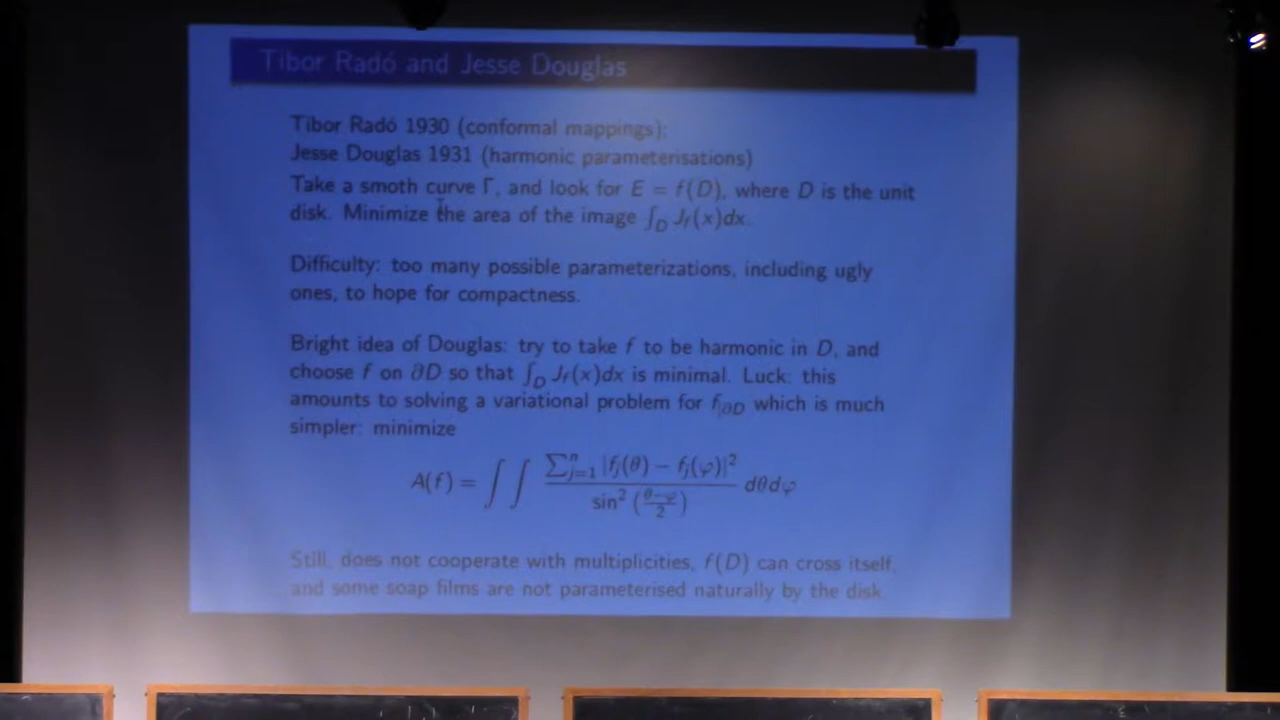 Tibor Radó and Jesse Douglas
Tibor Radó 1930 (conformal mappings);
Jesse Douglas 1931 (harmonic parameterisations)
Take a smoth curve Γ, and look for E = f(D), where D is the unit
disk. Minimize the area of the image ∫_D J_f(x)dx.
Difficulty: too many possible parameterizations, including ugly
ones, to hope for compactness.
Bright idea of Douglas: try to take f to be harmonic in D, and
choose f on ∂D so that ∫_D J_f(x)dx is minimal. Luck: this
amounts to solving a variational problem for f_{|∂D} which is much
simpler: minimize
A(f) = ∫∫ \frac{∑_{j=1}^n |f_j(θ) − f_j(φ)|^2}{sin^2 (\frac{θ−φ}{2})} dθdφ
Still, does not cooperate with multiplicities, f(D) can cross itself,
and some soap films are not parameterised naturally by the disk.